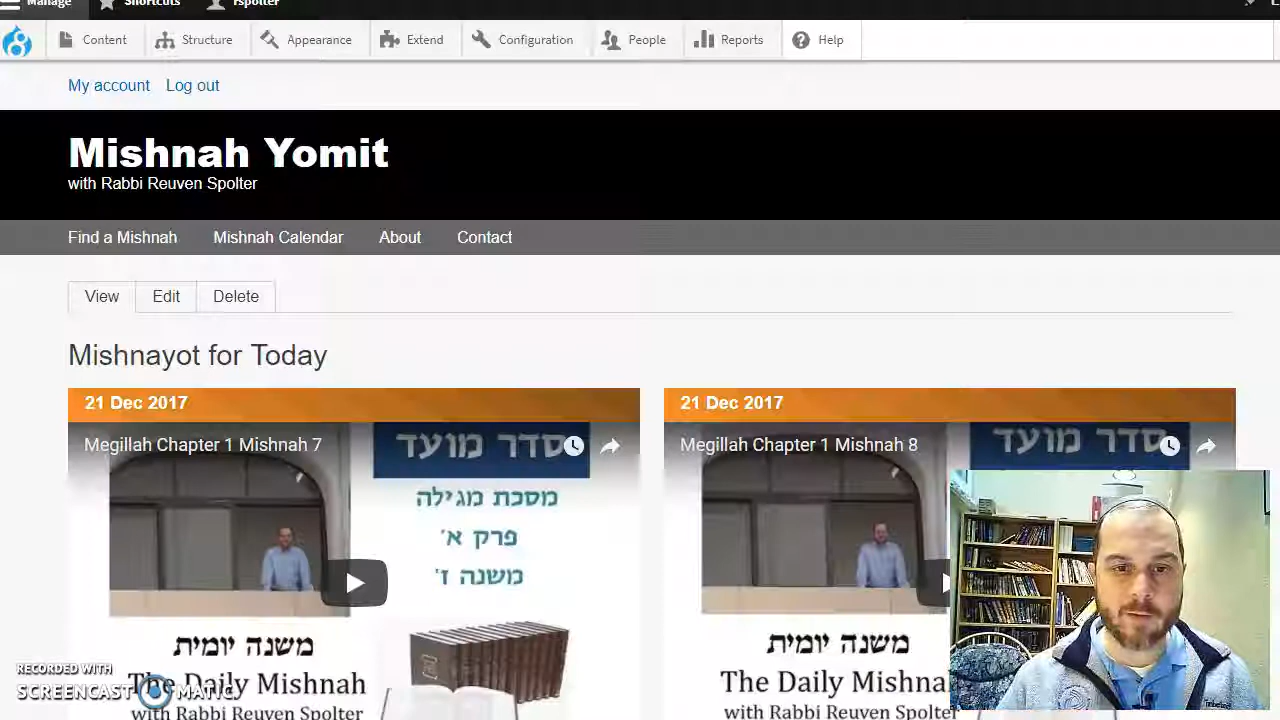 Manage Shortcuts rspolter
Content Structure Appearance Extend Configuration People Reports Help
My account Log out
Mishnah Yomit
with Rabbi Reuven Spolter
Find a Mishnah Mishnah Calendar About Contact
View Edit Delete
Mishnayot for Today
21 Dec 2017
Megillah Chapter 1 Mishnah 7
סדר מועד
מסכת מגילה
פרק א'
משנה ז'
משנה יומית
The Daily Mishnah
with Rabbi Reuven Spolter
21 Dec 2017
Megillah Chapter 1 Mishnah 8
סדר מועד
משנה יומית
The Daily Mishna
with Rabbi Reuven Spolter
RECORDED WITH
SCREENCAST MATIC